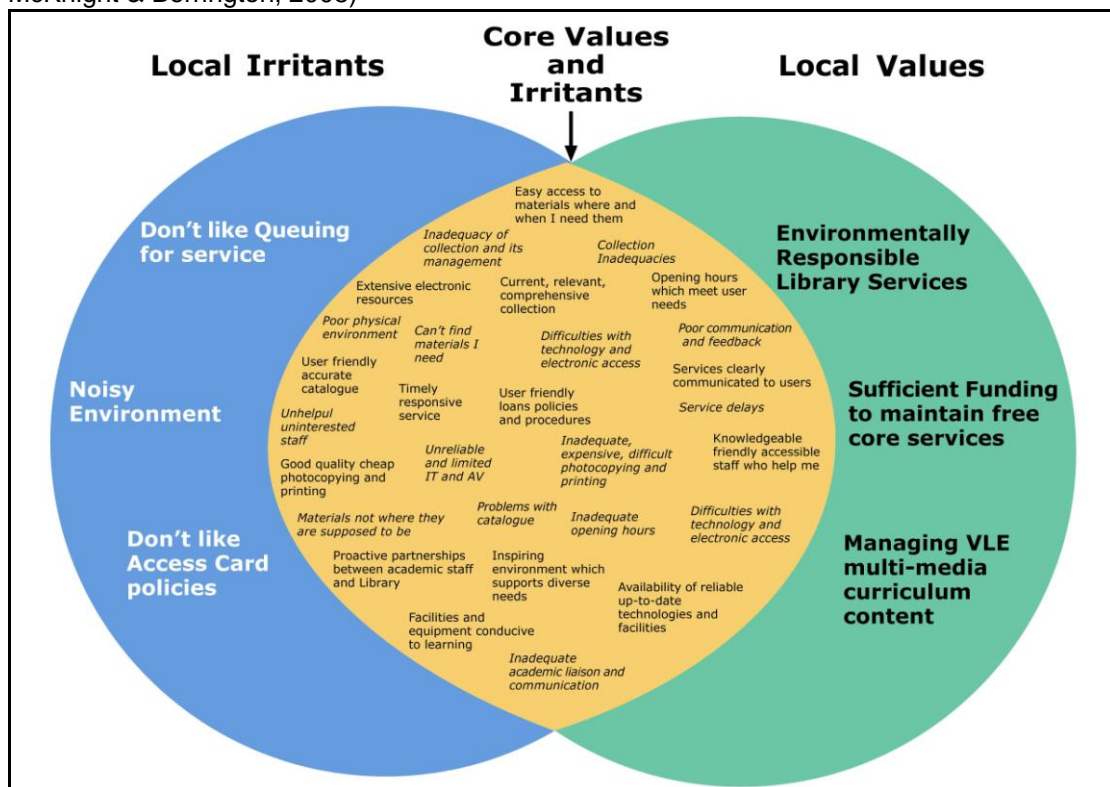 McKnight & Berrington, 2008)
Local Irritants
Core Values
and
Irritants
Local Values
Don't like Queuing
for service
Noisy
Environment
Don't like
Access Card
policies
Easy access to
materials where and
when I need them
Inadequacy of
collection and its
management
Collection
Inadequacies
Extensive electronic
resources
Current, relevant,
comprehensive
collection
Opening hours
which meet user
needs
Poor physical
environment
Can't find
materials I
need
Difficulties with
technology and
electronic access
Poor communication
and feedback
User friendly
accurate
catalogue
Timely
responsive
service
User friendly
loans policies
and procedures
Services clearly
communicated to users
Service delays
Unhelpul
uninterested
staff
Good quality cheap
photocopying and
printing
Unreliable
and limited
IT and AV
Inadequate,
expensive, difficult
photocopying and
printing
Knowledgeable
friendly accessible
staff who help me
Materials not where they
are supposed to be
Problems with
catalogue
Inadequate
opening hours
Difficulties with
technology and
electronic access
Proactive partnerships
between academic staff
and Library
Inspiring
environment which
supports diverse
needs
Availability of reliable
up-to-date
technologies and
facilities
Facilities and
equipment conducive
to learning
Inadequate
academic liaison and
communication
Environmentally
Responsible
Library Services
Sufficient Funding
to maintain free
core services
Managing VLE
multi-media
curriculum
content